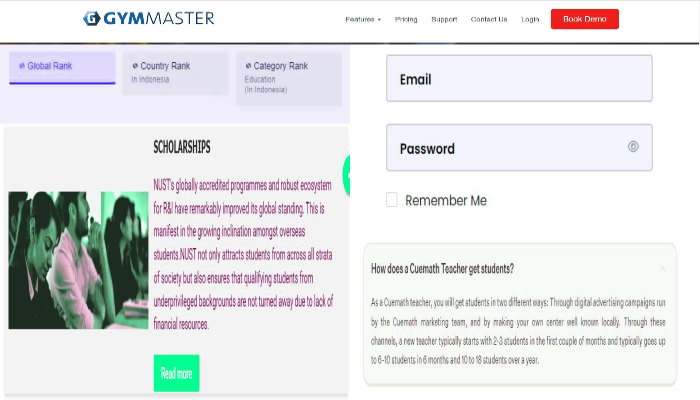 GYMMASTER
Features Pricing Support Contact Us Login Book Demo
Global Rank
Country Rank
In Indonesia
Category Rank
Education
(In Indonesia)
SCHOLARSHIPS
NUST's globally accredited programmes and robust ecosystem
for R&I have remarkably improved its global standing. This is
manifest in the growing inclination amongst overseas
students.NUST not only attracts students from across all strata
of society but also ensures that qualifying students from
underprivileged backgrounds are not turned away due to lack of
financial resources.
Read more
Email
Password
Remember Me
How does a Cuemath Teacher get students?
As a Cuemath teacher, you will get students in two different ways: Through digital advertising campaigns run
by the Cuemath marketing team, and by making your own center well known locally. Through these
channels, a new teacher typically starts with 2-3 students in the first couple of months and typically goes up
to 6-10 students in 6 months and 10 to 18 students over a year.